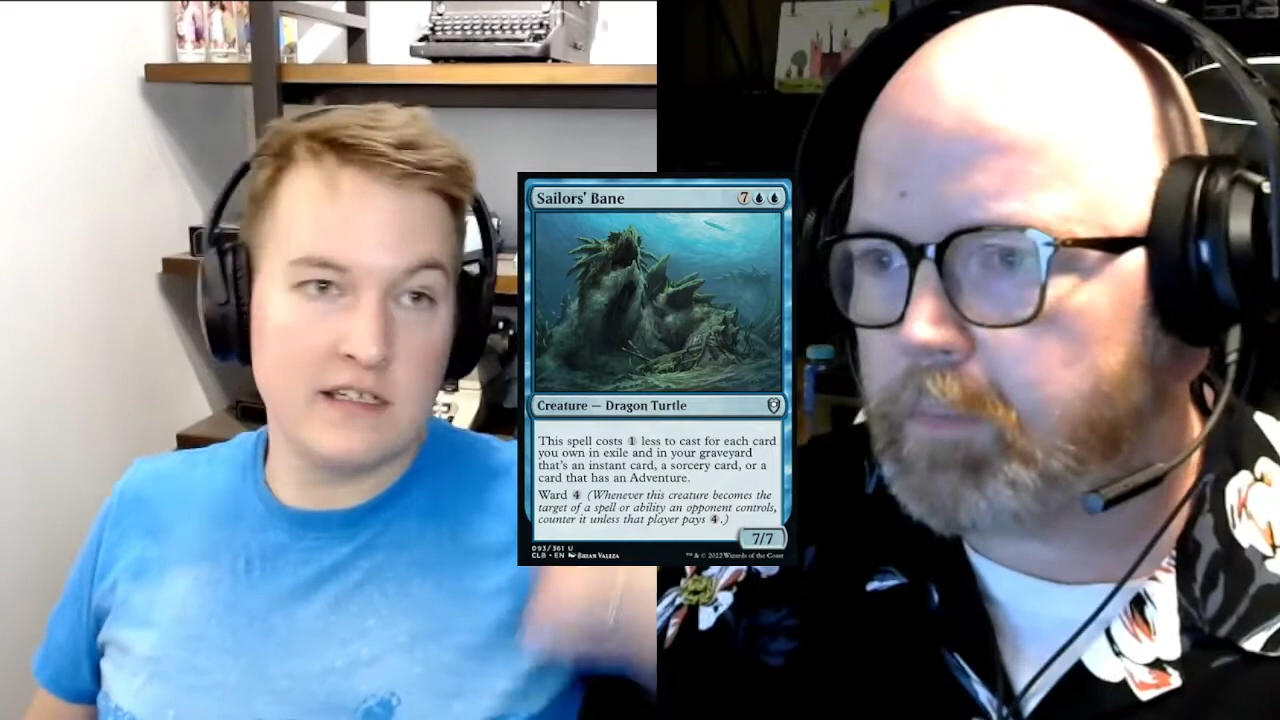 Sailors' Bane 7
Creature — Dragon Turtle
This spell costs 1 less to cast for each card
you own in exile and in your graveyard
that's an instant card, a sorcery card, or a
card that has an Adventure.
Ward 4 (Whenever this creature becomes the
target of a spell or ability an opponent controls,
counter it unless that player pays 4.)
7/7
093/361 U
CLB • EN Brian Valeza
™ & © 2022 Wizards of the Coast